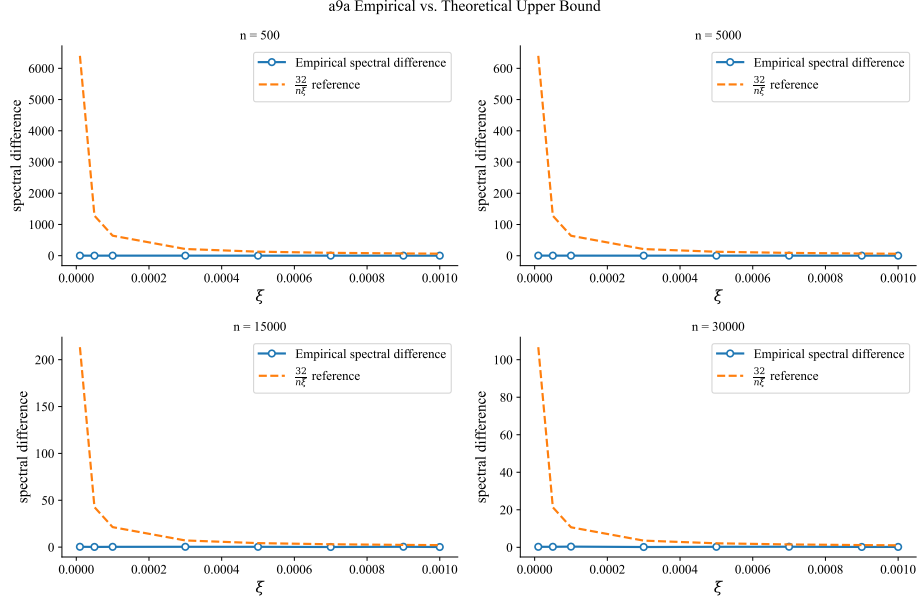 a9a Empirical vs. Theoretical Upper Bound
n = 500
spectral difference
6000
5000
4000
3000
2000
1000
0
0.0000 0.0002 0.0004 0.0006 0.0008 0.0010
ξ
Empirical spectral difference
32/nξ reference
n = 5000
spectral difference
600
500
400
300
200
100
0
0.0000 0.0002 0.0004 0.0006 0.0008 0.0010
ξ
Empirical spectral difference
32/nξ reference
n = 15000
spectral difference
200
150
100
50
0
0.0000 0.0002 0.0004 0.0006 0.0008 0.0010
ξ
Empirical spectral difference
32/nξ reference
n = 30000
spectral difference
100
80
60
40
20
0
0.0000 0.0002 0.0004 0.0006 0.0008 0.0010
ξ
Empirical spectral difference
32/nξ reference